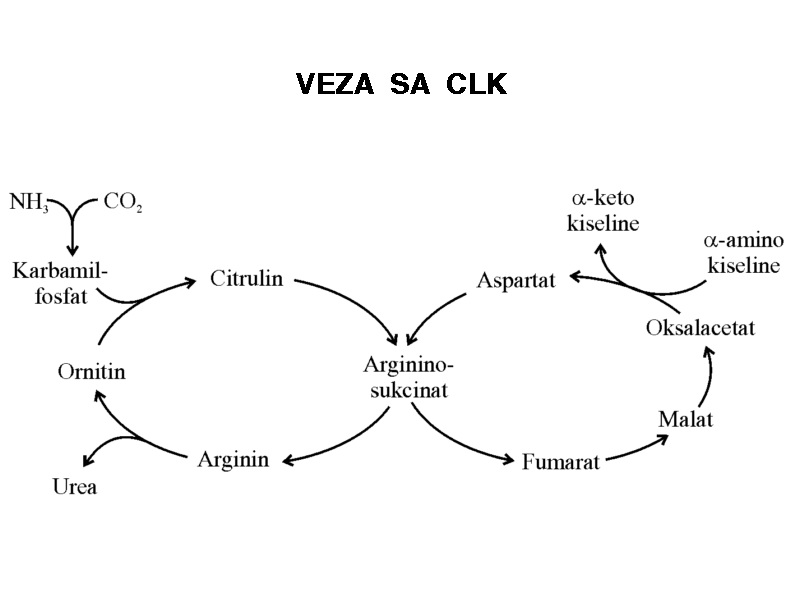 VEZA SA CLK
NH3
CO2
Karbamil-
fosfat
Citrulin
Ornitin
Arginin
Urea
Arginino-
sukcinat
α-keto
kiseline
α-amino
kiseline
Aspartat
Oksalacetat
Malat
Fumarat